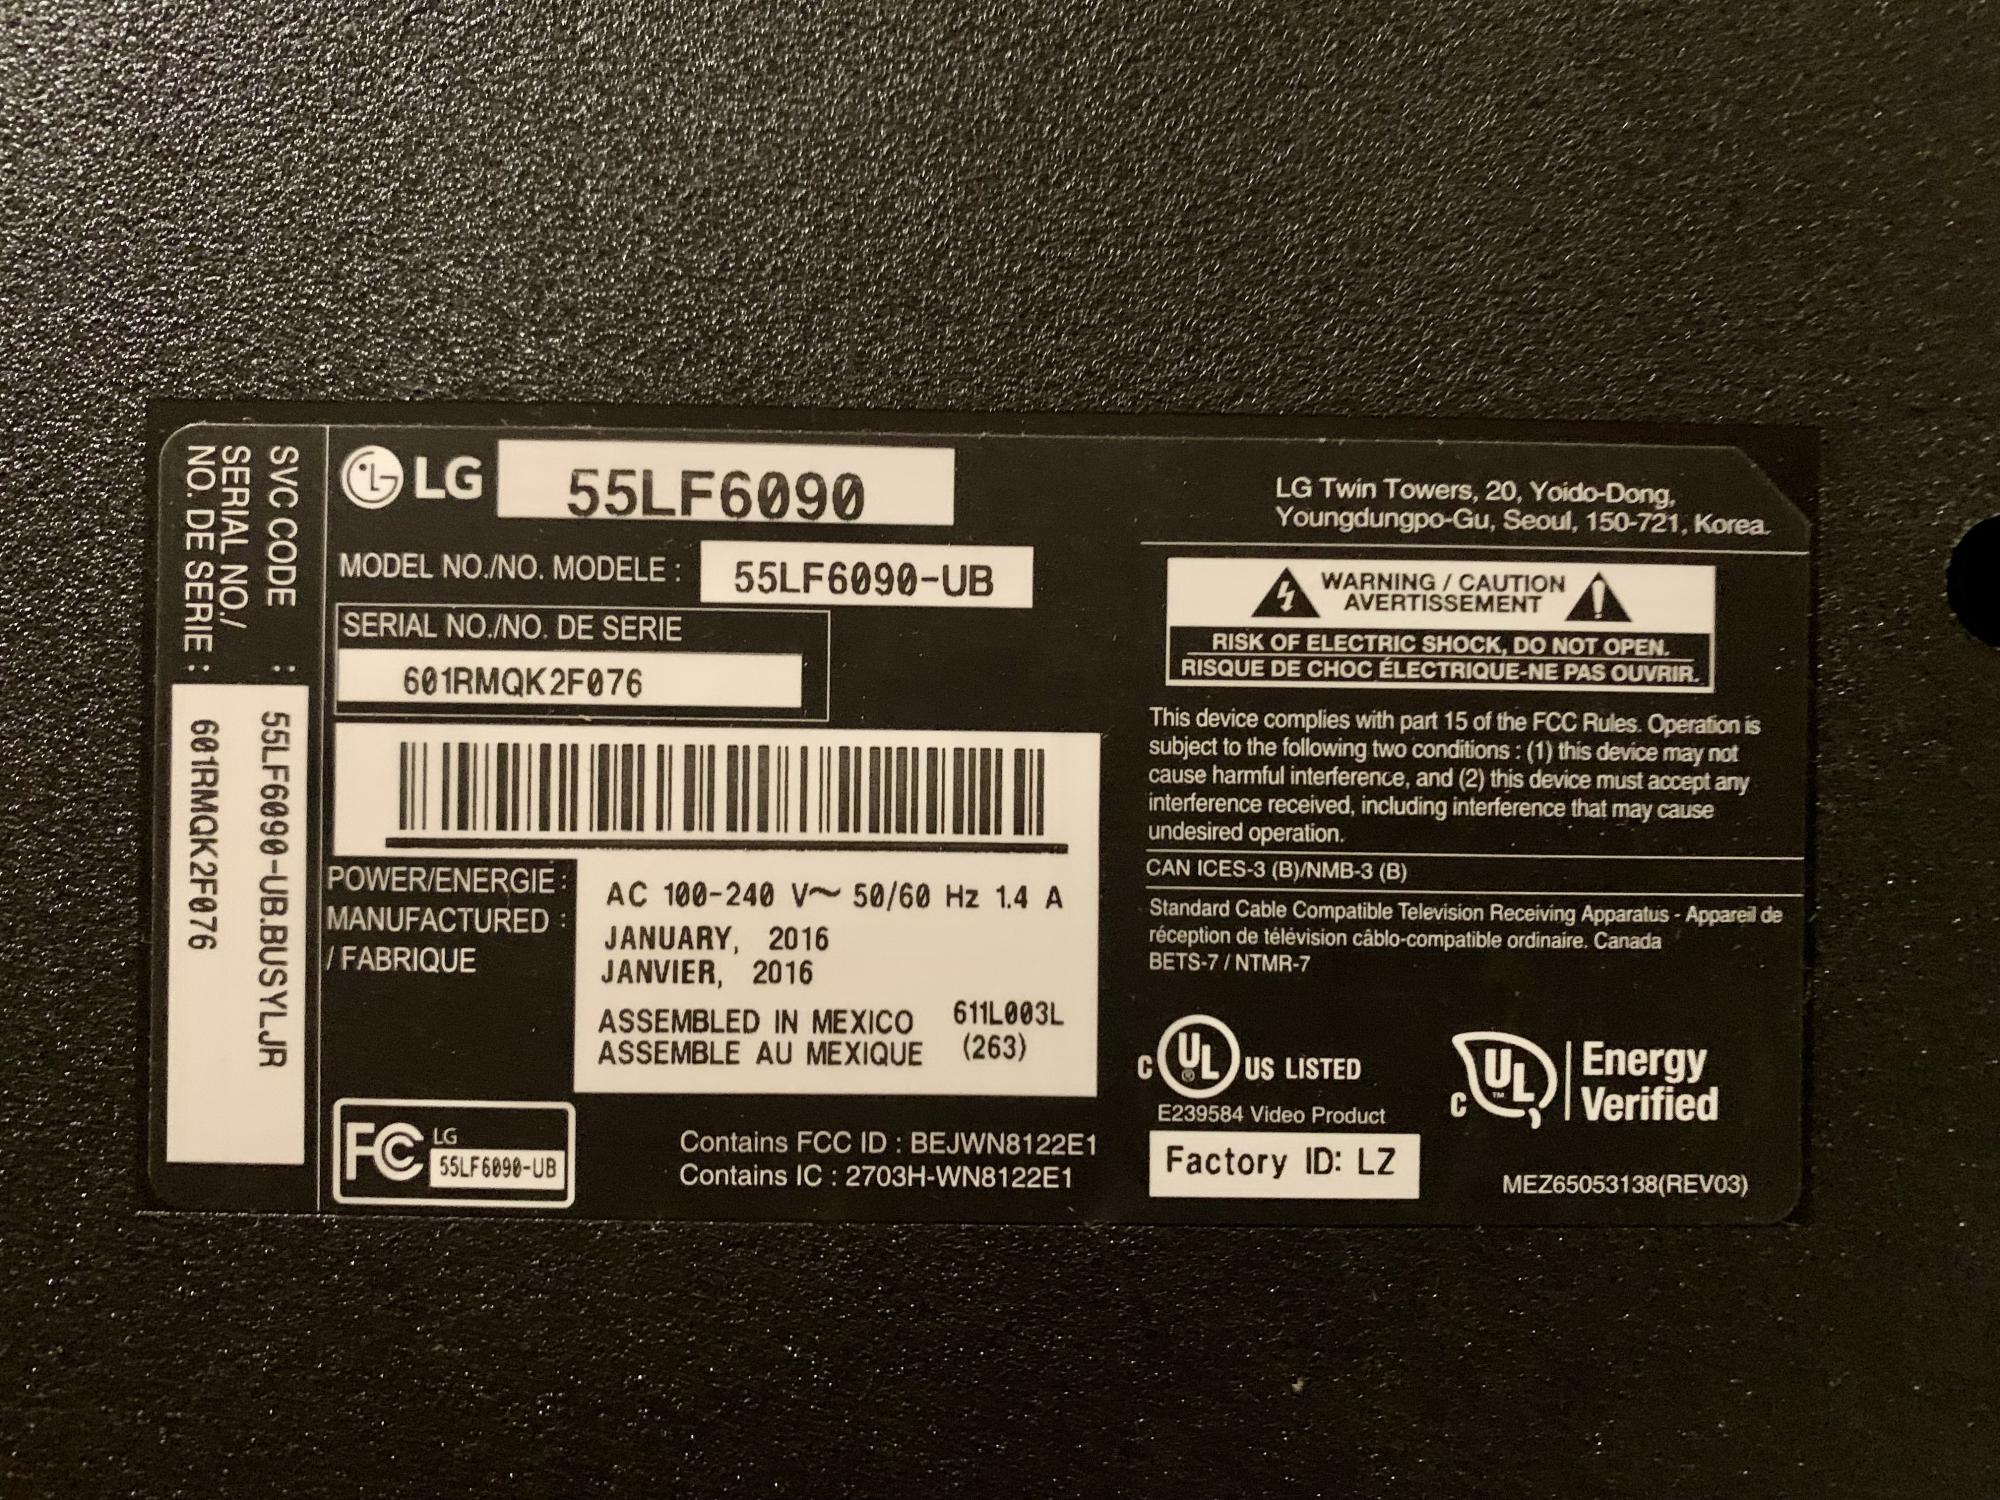 SVC CODE : 55LF6090-UB.BUSYLJR
SERIAL NO./
NO. DE SERIE : 601RMQK2F076
LG 55LF6090
MODEL NO./NO. MODELE : 55LF6090-UB
SERIAL NO./NO. DE SERIE
601RMQK2F076
POWER/ENERGIE : AC 100-240 V~ 50/60 Hz 1.4 A
MANUFACTURED : JANUARY, 2016
/ FABRIQUE JANVIER, 2016
ASSEMBLED IN MEXICO 611L003L
ASSEMBLE AU MEXIQUE (263)
FC LG
55LF6090-UB
Contains FCC ID : BEJWN8122E1
Contains IC : 2703H-WN8122E1
LG Twin Towers, 20, Yoido-Dong,
Youngdungpo-Gu, Seoul, 150-721, Korea.
WARNING / CAUTION
AVERTISSEMENT
RISK OF ELECTRIC SHOCK, DO NOT OPEN.
RISQUE DE CHOC ÉLECTRIQUE-NE PAS OUVRIR.
This device complies with part 15 of the FCC Rules. Operation is
subject to the following two conditions : (1) this device may not
cause harmful interference, and (2) this device must accept any
interference received, including interference that may cause
undesired operation.
CAN ICES-3 (B)/NMB-3 (B)
Standard Cable Compatible Television Receiving Apparatus - Appareil de
réception de télévision câblo-compatible ordinaire. Canada
BETS-7 / NTMR-7
C UL ® US LISTED
E239584 Video Product
Factory ID: LZ
C UL ™ Energy
Verified
MEZ65053138(REV03)